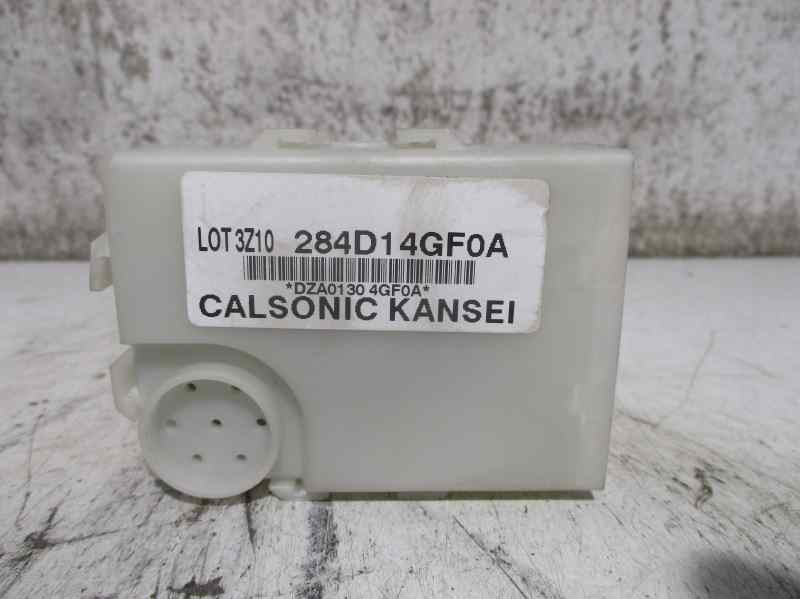 LOT 3Z10 284D14GF0A
*DZA0130 4GF0A*
CALSONIC KANSEI